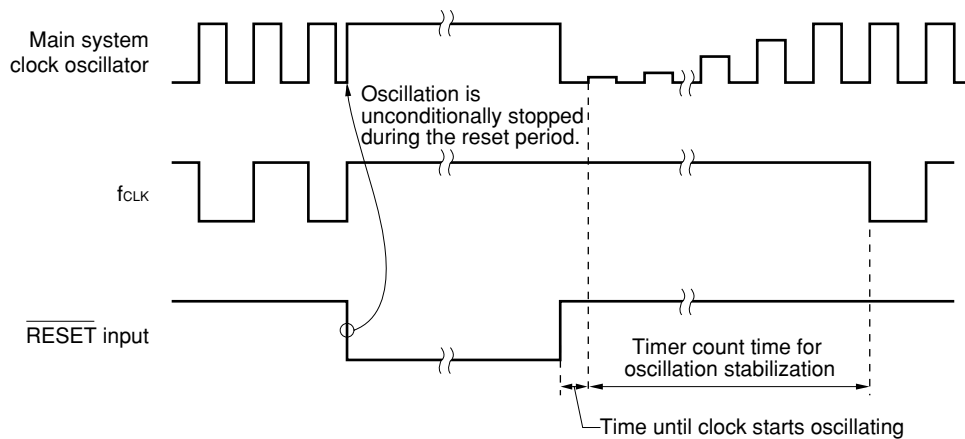 Main system
clock oscillator
Oscillation is
unconditionally stopped
during the reset period.
fCLK
RESET input
Timer count time for
oscillation stabilization
Time until clock starts oscillating